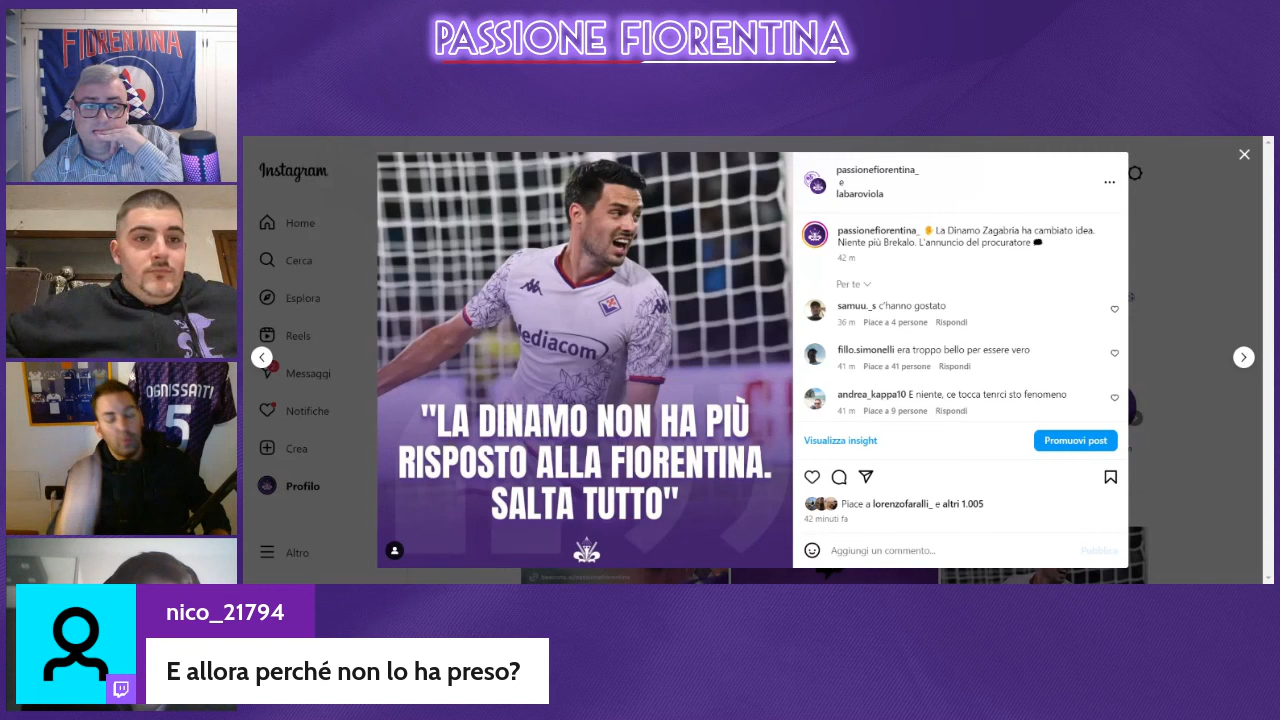 PASSIONE FIORENTINA
FIORENTINA
OGNISSANTI
5
Instagram
Home
Cerca
Esplora
Reels
Messaggi
Notifiche
Crea
Profilo
Altro
Mediacom
"LA DINAMO NON HA PIÙ
RISPOSTO ALLA FIORENTINA.
SALTA TUTTO"
passionefiorentina_
e
labaroviola
passionefiorentina_ ✋ La Dinamo Zagabria ha cambiato idea.
Niente più Brekalo. L'annuncio del procuratore
42 m
Per te
samuu._s c'hanno gostato
36 m Piace a 4 persone Rispondi
fillo.simonelli era troppo bello per essere vero
41 m Piace a 41 persone Rispondi
andrea_kappa10 E niente, ce tocca tenrci sto fenomeno
41 m Piace a 9 persone Rispondi
Visualizza insight
Promuovi post
Piace a lorenzofaralli_ e altri 1.005
42 minuti fa
Aggiungi un commento...
Pubblica
nico_21794
E allora perché non lo ha preso?